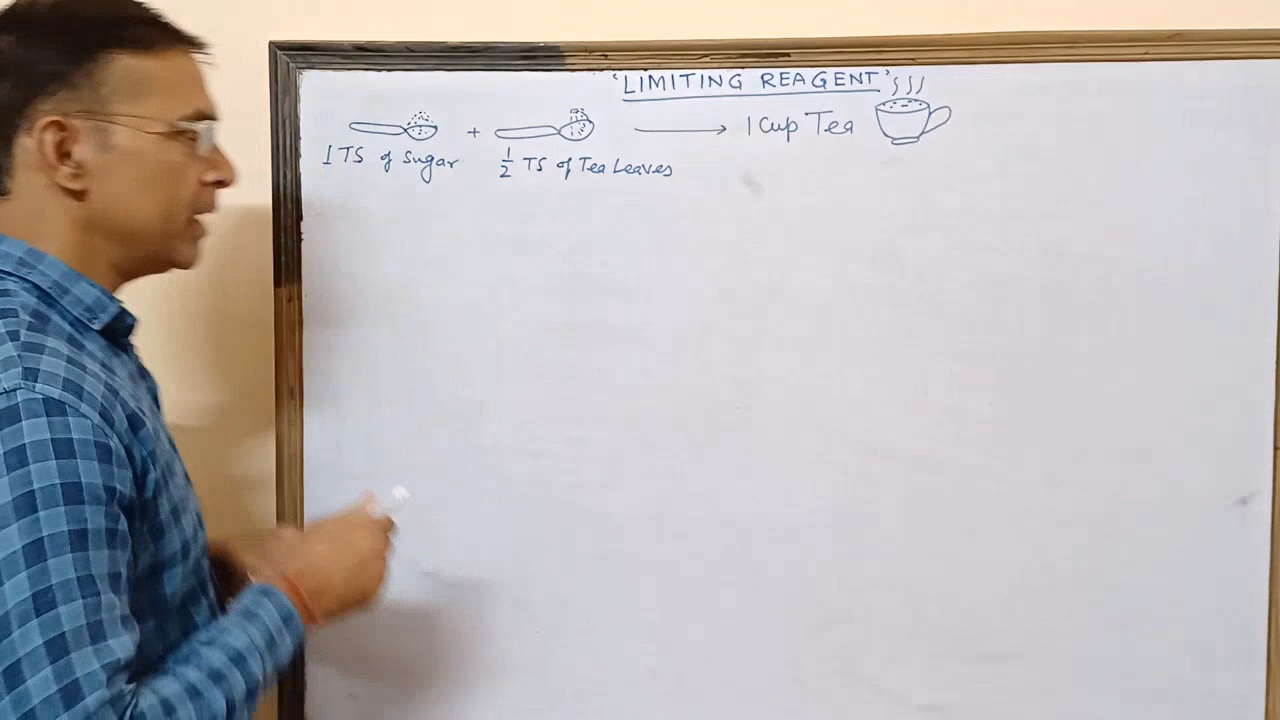 'LIMITING REAGENT'
+ → 1 Cup Tea
1 TS of Sugar 1/2 TS of Tea Leaves